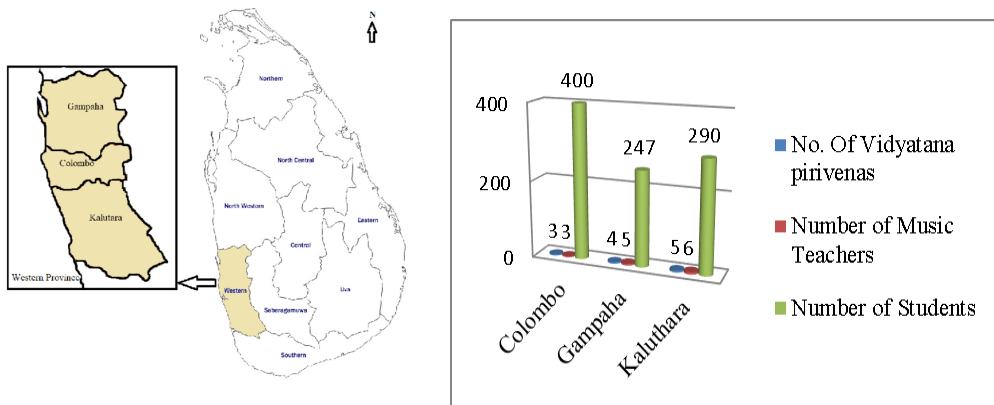 N
Northern
North Central
North Western
Eastern
Central
Western
Uva
Sabaragamuwa
Southern
Gampaha
Colombo
Kalutara
Western Province
400
200
0
3 3
400
4 5
247
5 6
290
Colombo
Gampaha
Kaluthara
No. Of Vidyatana
pirivenas
Number of Music
Teachers
Number of Students